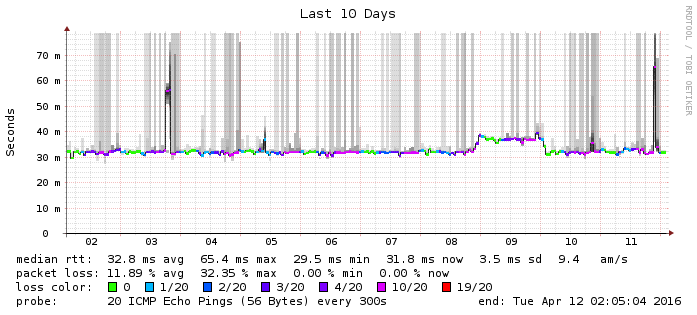 Last 10 Days
RRDTOOL / TOBI OETIKER
Seconds
70 m
60 m
50 m
40 m
30 m
20 m
10 m
0
02 03 04 05 06 07 08 09 10 11
median rtt: 32.8 ms avg 65.4 ms max 29.5 ms min 31.8 ms now 3.5 ms sd 9.4 am/s
packet loss: 11.89 % avg 32.35 % max 0.00 % min 0.00 % now
loss color: 0 1/20 2/20 3/20 4/20 10/20 19/20
probe: 20 ICMP Echo Pings (56 Bytes) every 300s end: Tue Apr 12 02:05:04 2016